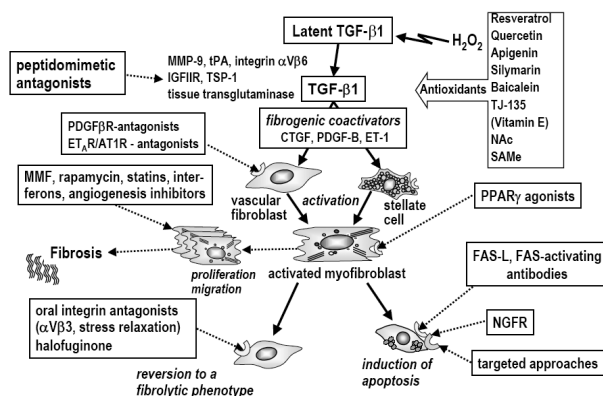 Latent TGF-β1
H2O2
Resveratrol
Quercetin
Apigenin
Silymarin
Baicalein
TJ-135
(Vitamin E)
NAc
SAMe
Antioxidants
peptidomimetic
antagonists
MMP-9, tPA, integrin αVβ6
IGFIIR, TSP-1
tissue transglutaminase
TGF-β1
fibrogenic coactivators
CTGF, PDGF-B, ET-1
PDGFβR-antagonists
ETAR/AT1R - antagonists
MMF, rapamycin, statins, inter-
ferons, angiogenesis inhibitors
vascular
fibroblast
activation
stellate
cell
PPARγ agonists
Fibrosis
proliferation
migration
activated myofibroblast
FAS-L, FAS-activating
antibodies
NGFR
targeted approaches
oral integrin antagonists
(αVβ3, stress relaxation)
halofuginone
reversion to a
fibrolytic phenotype
induction of
apoptosis